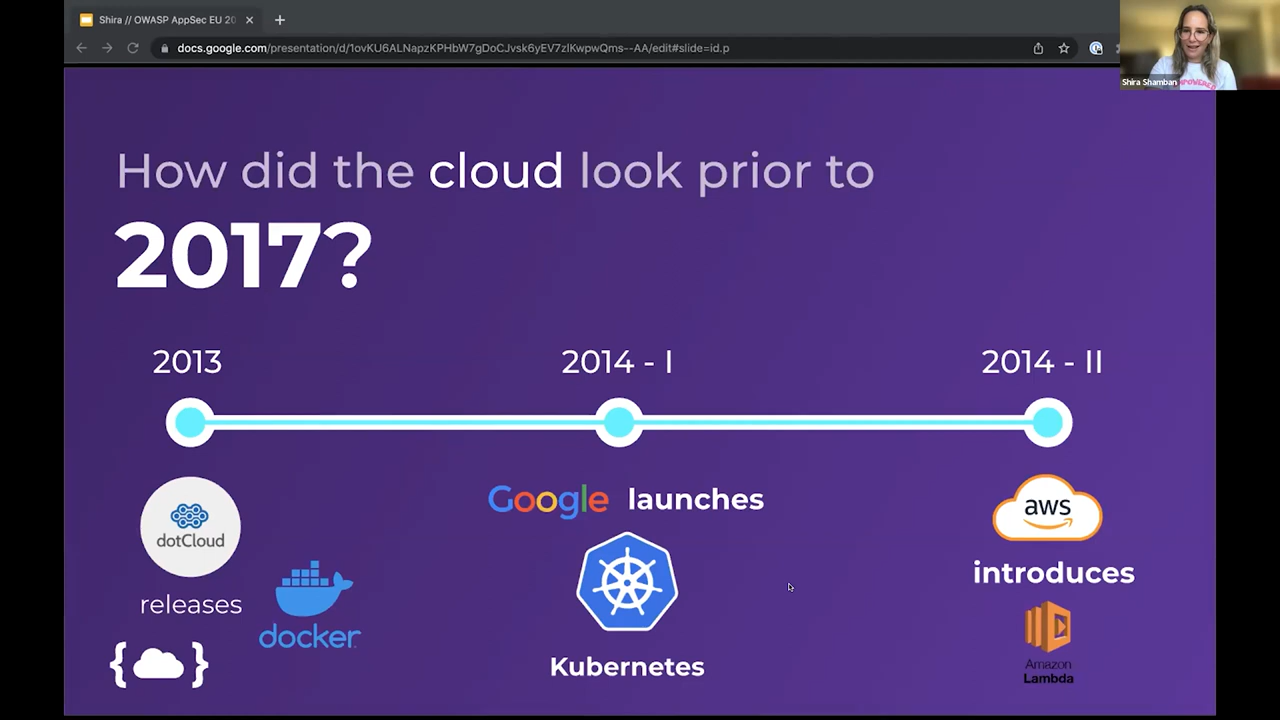 Shira // OWASP AppSec EU 20
docs.google.com/presentation/d/1ovKU6ALNapzKPHbW7gDoCJvsk6yEV7zIKwpwQms--AA/edit#slide=id.p
Shira Shamban
How did the cloud look prior to
2017?
2013
2014 - I
2014 - II
dotCloud
releases
docker
Google launches
Kubernetes
aws
introduces
Amazon
Lambda